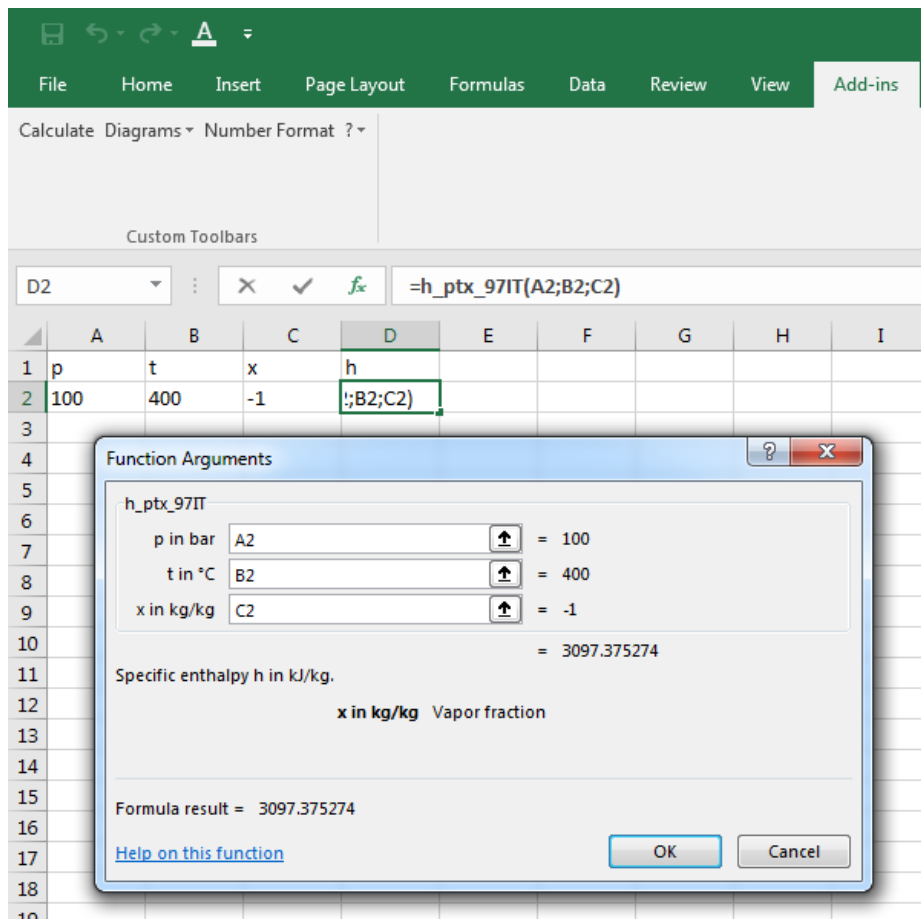 A
File Home Insert Page Layout Formulas Data Review View Add-ins
Calculate Diagrams Number Format ?
Custom Toolbars
D2 fx =h_ptx_97IT(A2;B2;C2)
A B C D E F G H I
1 p t x h
2 100 400 -1 ;B2;C2)
3
4
5
6
7
8
9
10
11
12
13
14
15
16
17
18
19
Function Arguments ?
h_ptx_97IT
p in bar A2 = 100
t in °C B2 = 400
x in kg/kg C2 = -1
= 3097.375274
Specific enthalpy h in kJ/kg.
x in kg/kg Vapor fraction
Formula result = 3097.375274
Help on this function OK Cancel